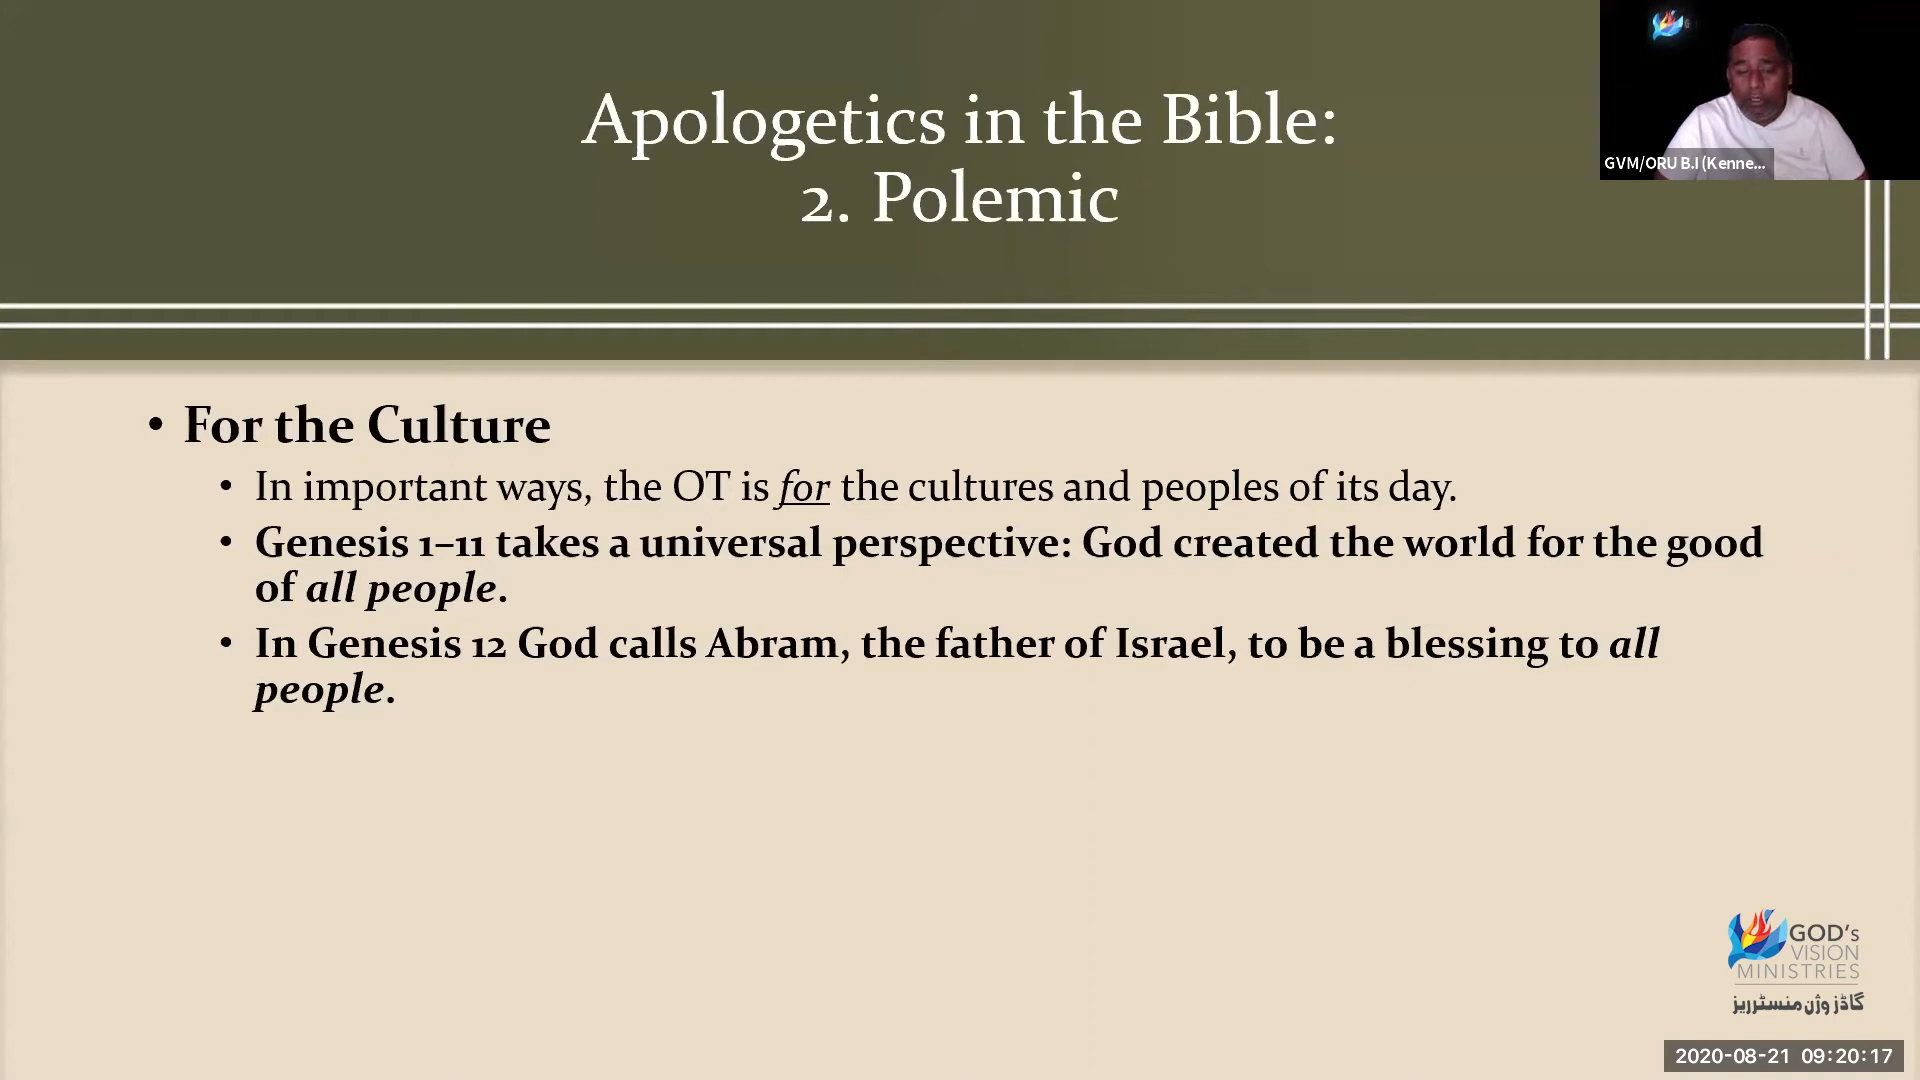 Apologetics in the Bible:
2. Polemic
GVM/ORU B.I (Kenne...
• For the Culture
• In important ways, the OT is for the cultures and peoples of its day.
• Genesis 1–11 takes a universal perspective: God created the world for the good
of all people.
• In Genesis 12 God calls Abram, the father of Israel, to be a blessing to all
people.
GOD's
VISION
MINISTRIES
گاڈز وژن منسٹریز
2020-08-21 09:20:17